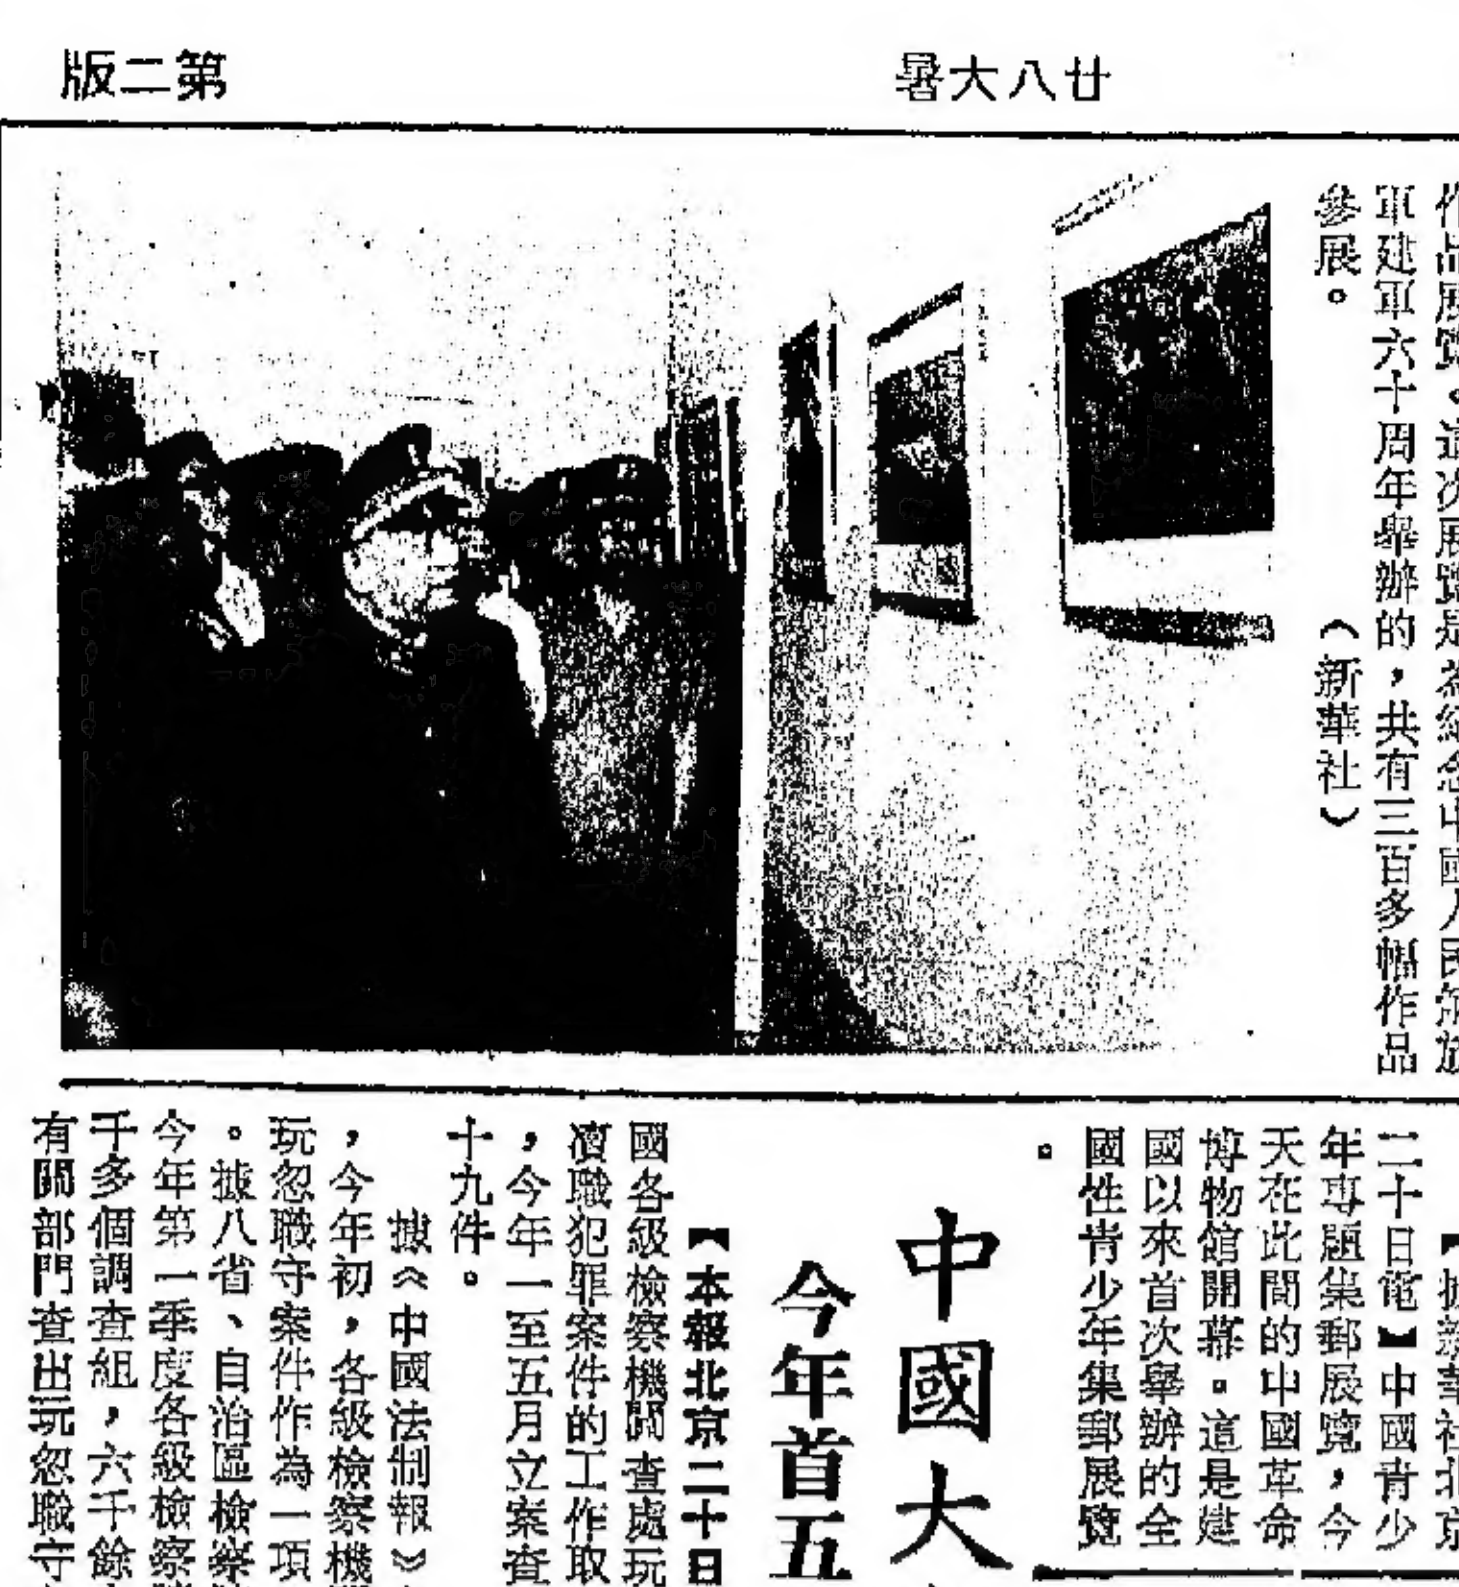 廿八大暑
第二版
作品展覽。這次展覽是為紀念中國人民解放
軍建軍六十周年舉辦的，共有三百多幅作品
參展。
（新華社）
【據新華社北京
二十日電】中國青少
年專題集郵展覽，今
天在此間的中國革命
博物館開幕。這是建
國以來首次舉辦的全
國性青少年集郵展覽
。
中國大
今年首五
【本報北京二十日
國各級檢察機關查處玩
瀆職犯罪案件的工作取
，今年一至五月立案查
十九件。
據《中國法制報》
，今年初，各級檢察機
玩忽職守案件作為一項
。據八省、自治區檢察
今年第一季度各級檢察
千多個調查組，六千餘
有關部門查出玩忽職守